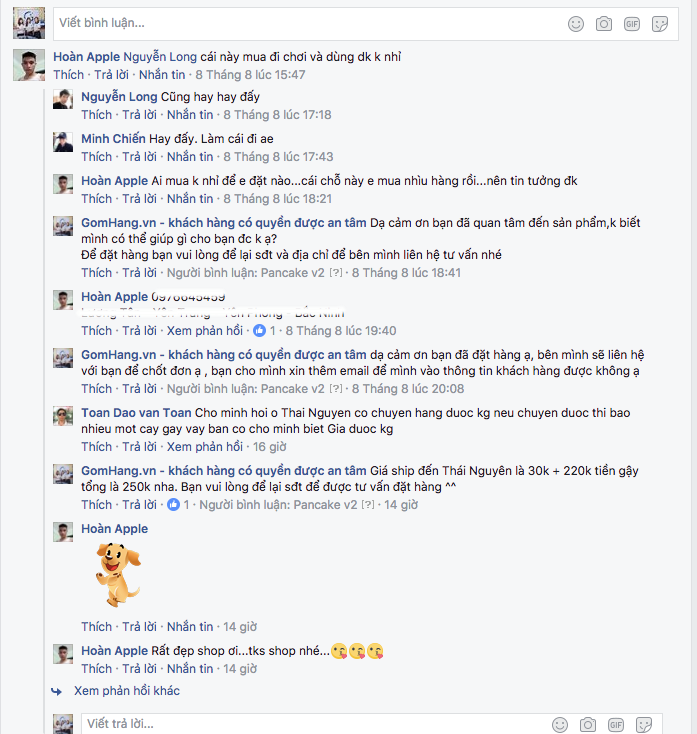 Viết bình luận...
GIF
Hoàn Apple Nguyễn Long cái này mua đi chơi và dùng dk k nhỉ
Thích · Trả lời · Nhắn tin · 8 Tháng 8 lúc 15:47
Nguyễn Long Cũng hay hay đấy
Thích · Trả lời · Nhắn tin · 8 Tháng 8 lúc 17:18
Minh Chiến Hay đấy. Làm cái đi ae
Thích · Trả lời · Nhắn tin · 8 Tháng 8 lúc 17:43
Hoàn Apple Ai mua k nhỉ để e đặt nào...cái chỗ này e mua nhìu hàng rồi...nên tin tưởng đk
Thích · Trả lời · Nhắn tin · 8 Tháng 8 lúc 18:21
GomHang.vn - khách hàng có quyền được an tâm Dạ cảm ơn bạn đã quan tâm đến sản phẩm,k biết
mình có thể giúp gì cho bạn đc k ạ?
Để đặt hàng bạn vui lòng để lại sđt và địa chỉ để bên mình liên hệ tư vấn nhé
Thích · Trả lời · Người bình luận: Pancake v2 [?] · 8 Tháng 8 lúc 18:41
Hoàn Apple
Thích · Trả lời · Xem phản hồi · 1 · 8 Tháng 8 lúc 19:40
GomHang.vn - khách hàng có quyền được an tâm dạ cảm ơn bạn đã đặt hàng ạ, bên mình sẽ liên hệ
với bạn để chốt đơn ạ , bạn cho mình xin thêm email để mình vào thông tin khách hàng được không ạ
Thích · Trả lời · Người bình luận: Pancake v2 [?] · 8 Tháng 8 lúc 20:08
Toan Dao van Toan Cho minh hoi o Thai Nguyen co chuyen hang duoc kg neu chuyen duoc thi bao
nhieu mot cay gay vay ban co cho minh biet Gia duoc kg
Thích · Trả lời · Xem phản hồi · 16 giờ
GomHang.vn - khách hàng có quyền được an tâm Giá ship đến Thái Nguyên là 30k + 220k tiền gậy
tổng là 250k nha. Bạn vui lòng để lại sđt để được tư vấn đặt hàng ^^
Thích · Trả lời · 1 · Người bình luận: Pancake v2 [?] · 14 giờ
Hoàn Apple
Thích · Trả lời · Nhắn tin · 14 giờ
Hoàn Apple Rất đẹp shop ơi...tks shop nhé...😘😘😘
Thích · Trả lời · Nhắn tin · 14 giờ
Xem phản hồi khác
Viết trả lời...
GIF